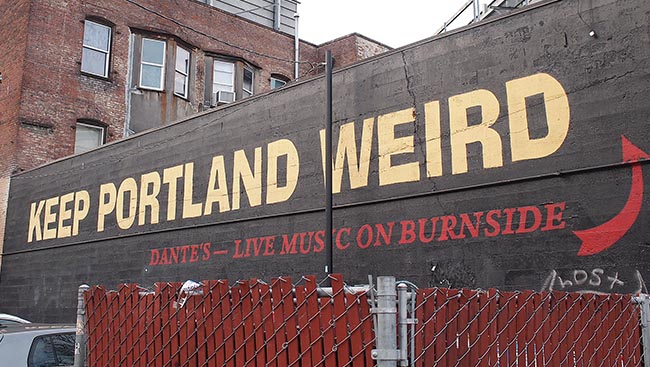 KEEP PORTLAND WEIRD
DANTE'S — LIVE MUSIC ON BURNSIDE